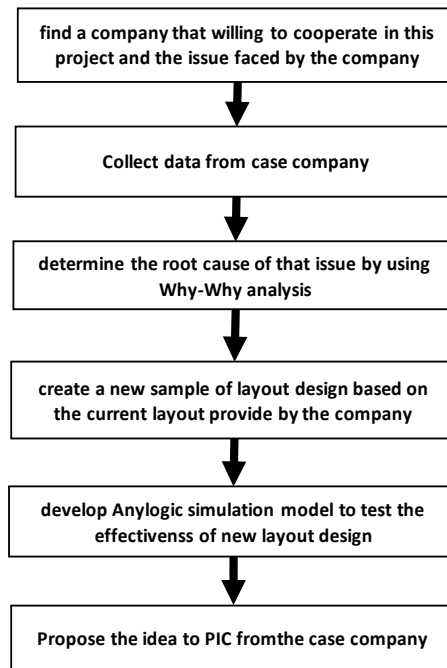 find a company that willing to cooperate in this
project and the issue faced by the company
Collect data from case company
determine the root cause of that issue by using
Why-Why analysis
create a new sample of layout design based on
the current layout provide by the company
develop Anylogic simulation model to test the
effectivenss of new layout design
Propose the idea to PIC fromthe case company